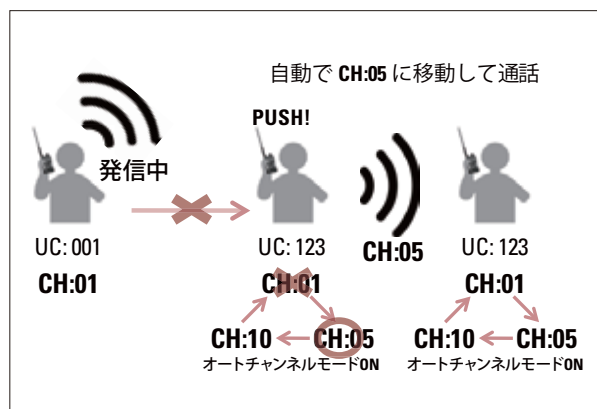 自動で CH:05 に移動して通話
PUSH!
発信中
UC: 001
CH:01
UC: 123
CH:01
CH:05
UC: 123
CH:01
CH:10
CH:05
オートチャンネルモードON
CH:10
CH:05
オートチャンネルモードON